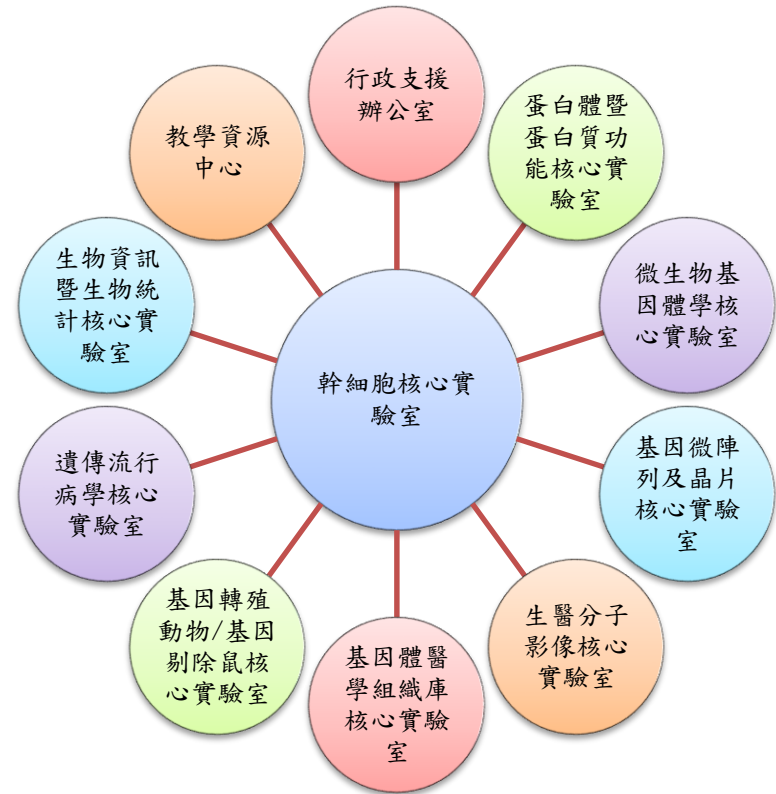 行政支援
辦公室
蛋白體暨
蛋白質功
能核心實
驗室
微生物基
因體學核
心實驗室
基因微陣
列及晶片
核心實驗
室
生醫分子
影像核心
實驗室
基因體醫
學組織庫
核心實驗
室
基因轉殖
動物/基因
剔除鼠核
心實驗室
遺傳流行
病學核心
實驗室
生物資訊
暨生物統
計核心實
驗室
教學資源
中心
幹細胞核心實
驗室